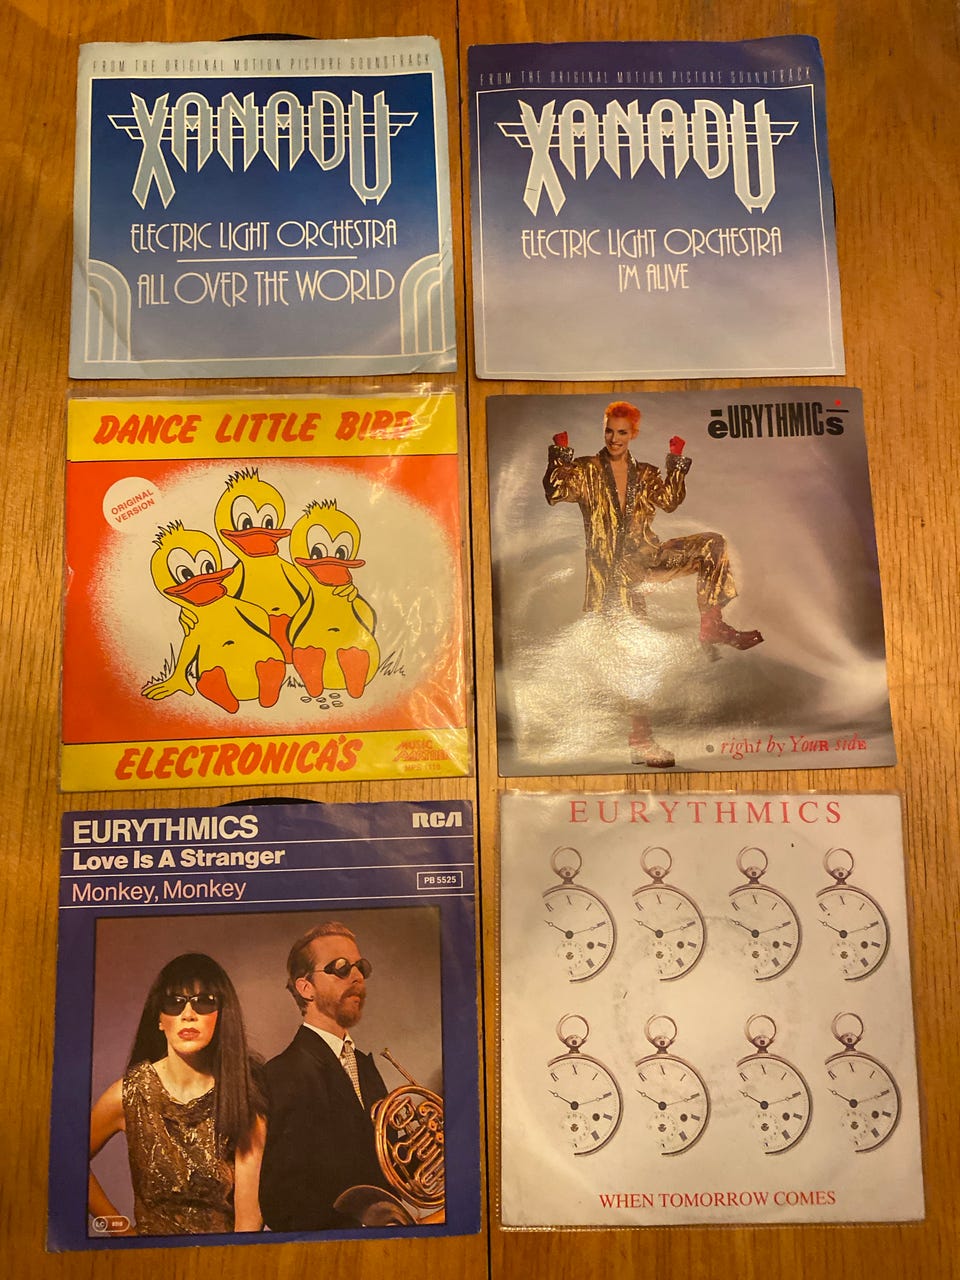 FROM THE ORIGINAL MOTION PICTURE SOUNDTRACK
XANADU
ELECTRIC LIGHT ORCHESTRA
ALL OVER THE WORLD
FROM THE ORIGINAL MOTION PICTURE SOUNDTRACK
XANADU
ELECTRIC LIGHT ORCHESTRA
I'M ALIVE
DANCE LITTLE BIRD
ORIGINAL
VERSION
ELECTRONICA'S
MUSIC
EURYTHMICS
right by YouR sidE
EURYTHMICS
RCA
Love Is A Stranger
PB 5525
Monkey, Monkey
LC
EURYTHMICS
WHEN TOMORROW COMES